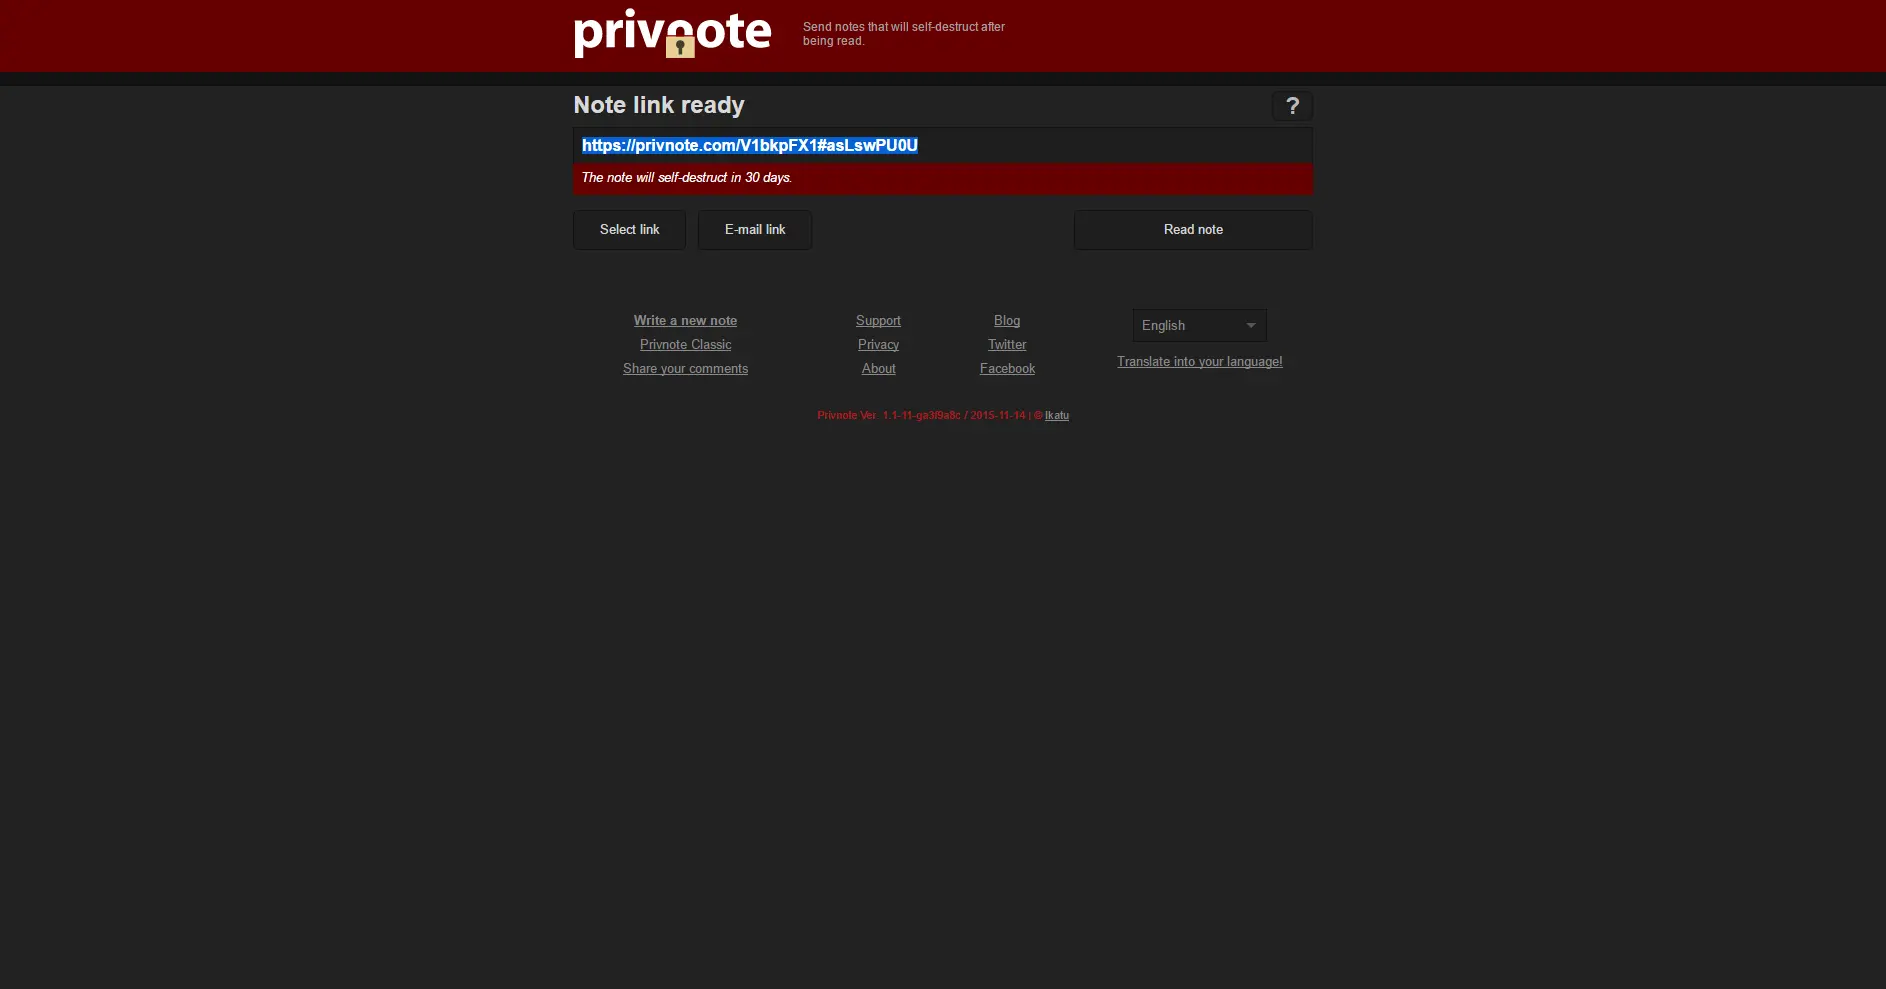 privnote
Send notes that will self-destruct after
being read.
Note link ready
?
https://privnote.com/V1bkpFX1#asLswPU0U
The note will self-destruct in 30 days.
Select link
E-mail link
Read note
Write a new note
Privnote Classic
Share your comments
Support
Privacy
About
Blog
Twitter
Facebook
English
Translate into your language!
Privnote Ver. 1.1-11-ga3f9a8c / 2015-11-14 | © Ikatu